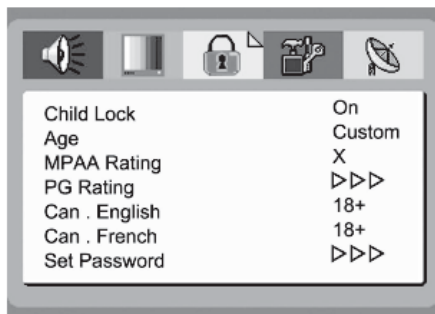 Child Lock On
Age Custom
MPAA Rating X
PG Rating ▷▷▷
Can . English 18+
Can . French 18+
Set Password ▷▷▷